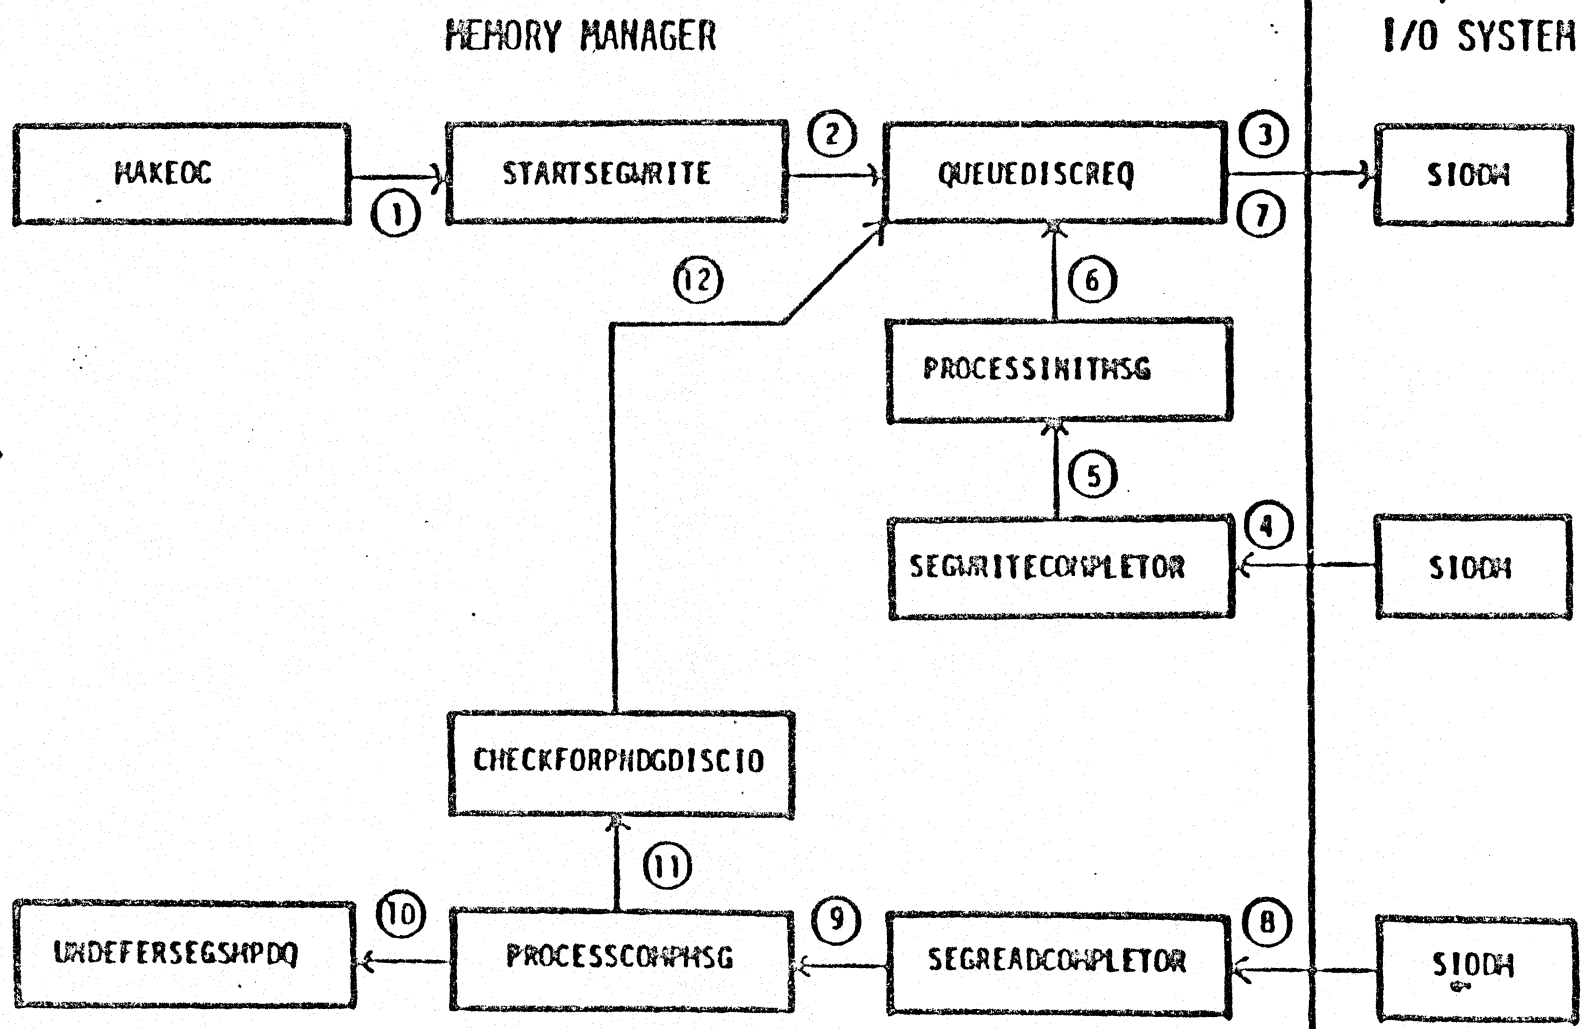 MEMORY MANAGER
I/O SYSTEM
MAKEOC
1
STARTSEGWRITE
2
QUEUEDISCREQ
3
7
SIODM
12
6
PROCESSINITMSG
5
SEGWRITECOMPLETOR
4
SIODM
CHECKFORPNDGDISCIO
11
UNDEFERSEGSMPDQ
10
PROCESSCOMPMSG
9
SEGREADCOMPLETOR
8
SIODM